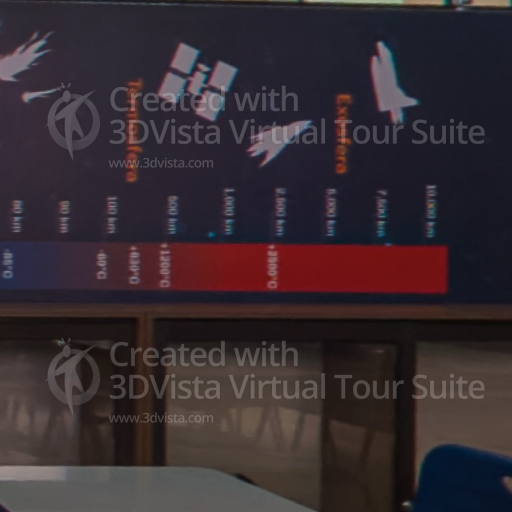 Created with
3DVista Virtual Tour Suite
www.3dvista.com
Termosfera
Exosfera
80 km
90 km
100 km
500 km
1.000 km
2.500 km
5.000 km
7.500 km
10.000 km
-60°C
+1200°C
+2500°C
Created with
3DVista Virtual Tour Suite
www.3dvista.com